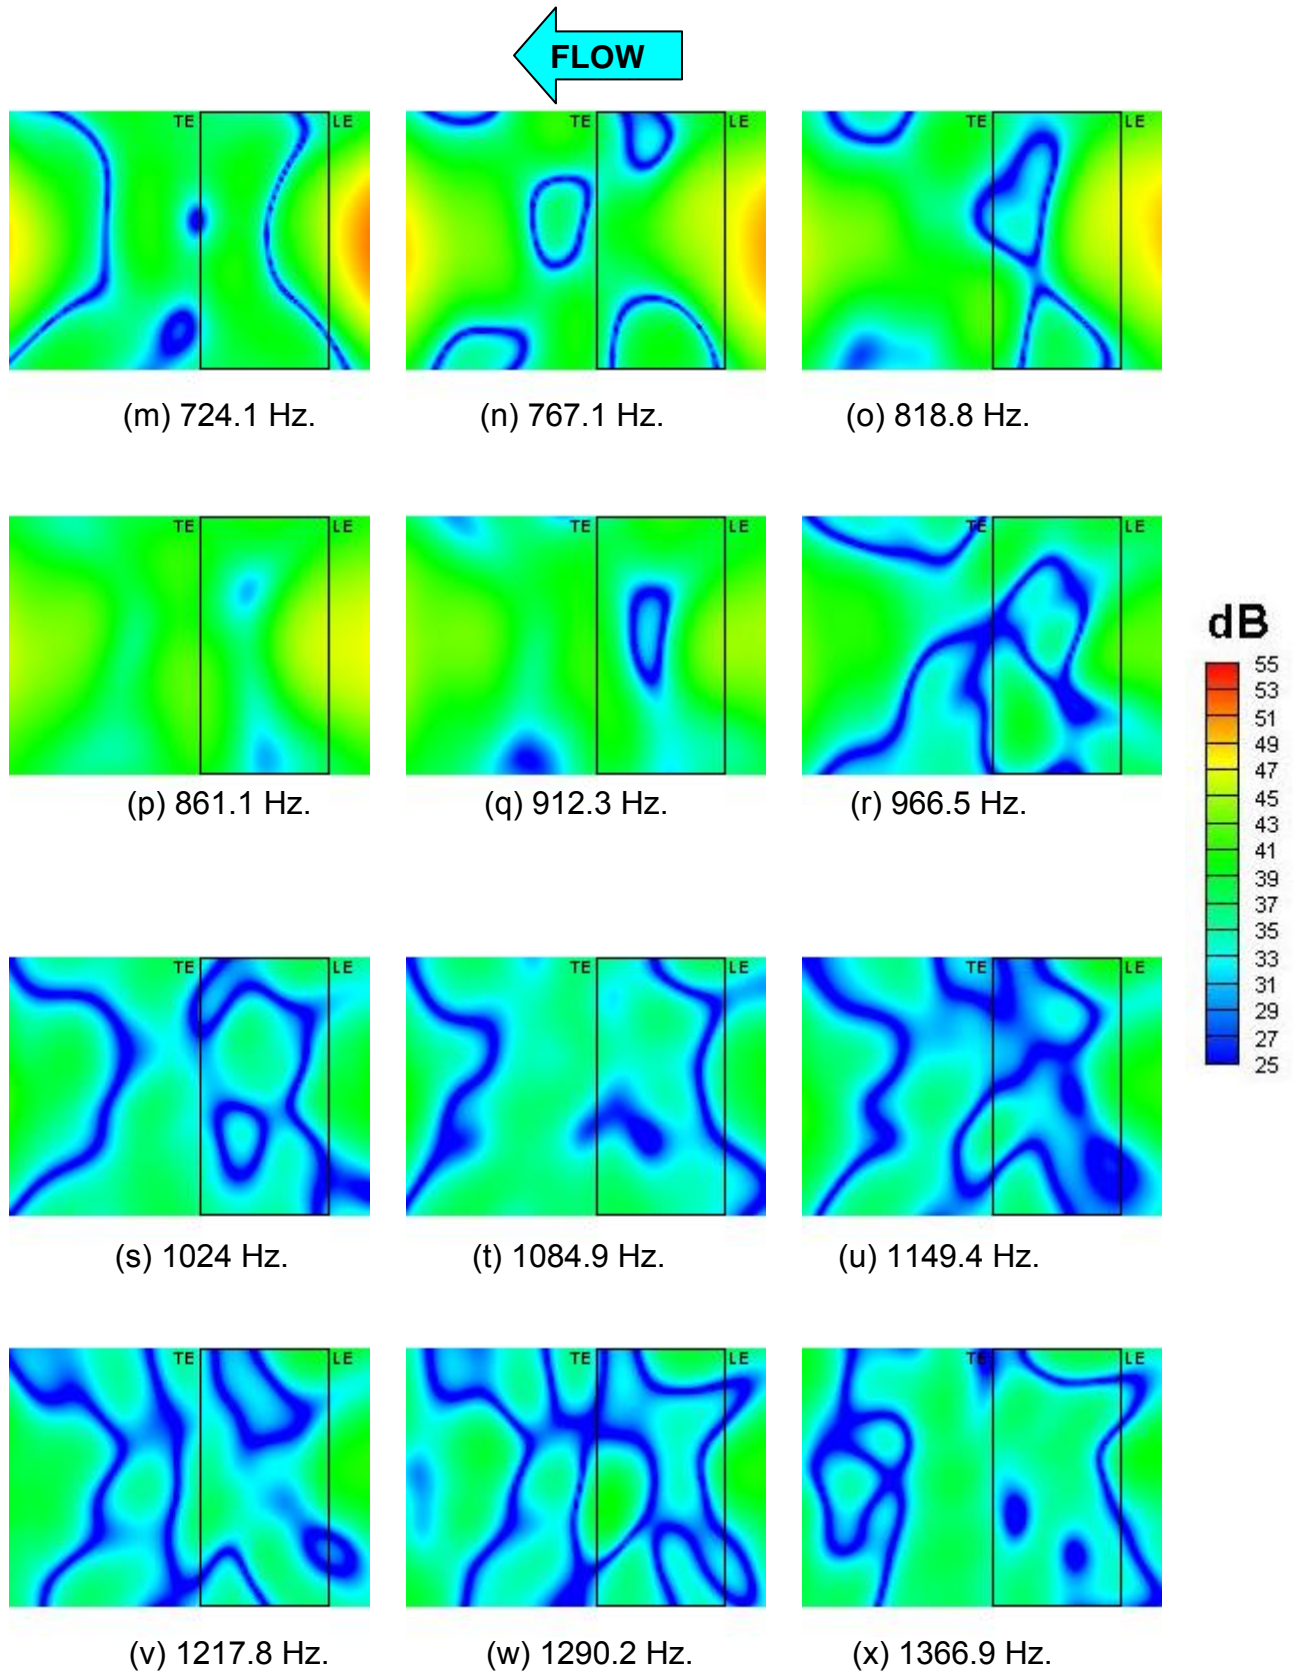 FLOW
TE LE TE LE TE LE
(m) 724.1 Hz. (n) 767.1 Hz. (o) 818.8 Hz.
TE LE TE LE TE LE
(p) 861.1 Hz. (q) 912.3 Hz. (r) 966.5 Hz.
dB
55
53
51
49
47
45
43
41
39
37
35
33
31
29
27
25
TE LE TE LE TE LE
(s) 1024 Hz. (t) 1084.9 Hz. (u) 1149.4 Hz.
TE LE TE LE TE LE
(v) 1217.8 Hz. (w) 1290.2 Hz. (x) 1366.9 Hz.